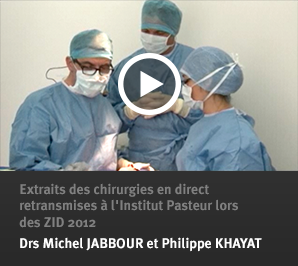 Extraits des chirurgies en direct
retransmises à l'Institut Pasteur lors
des ZID 2012
Drs Michel JABBOUR et Philippe KHAYAT